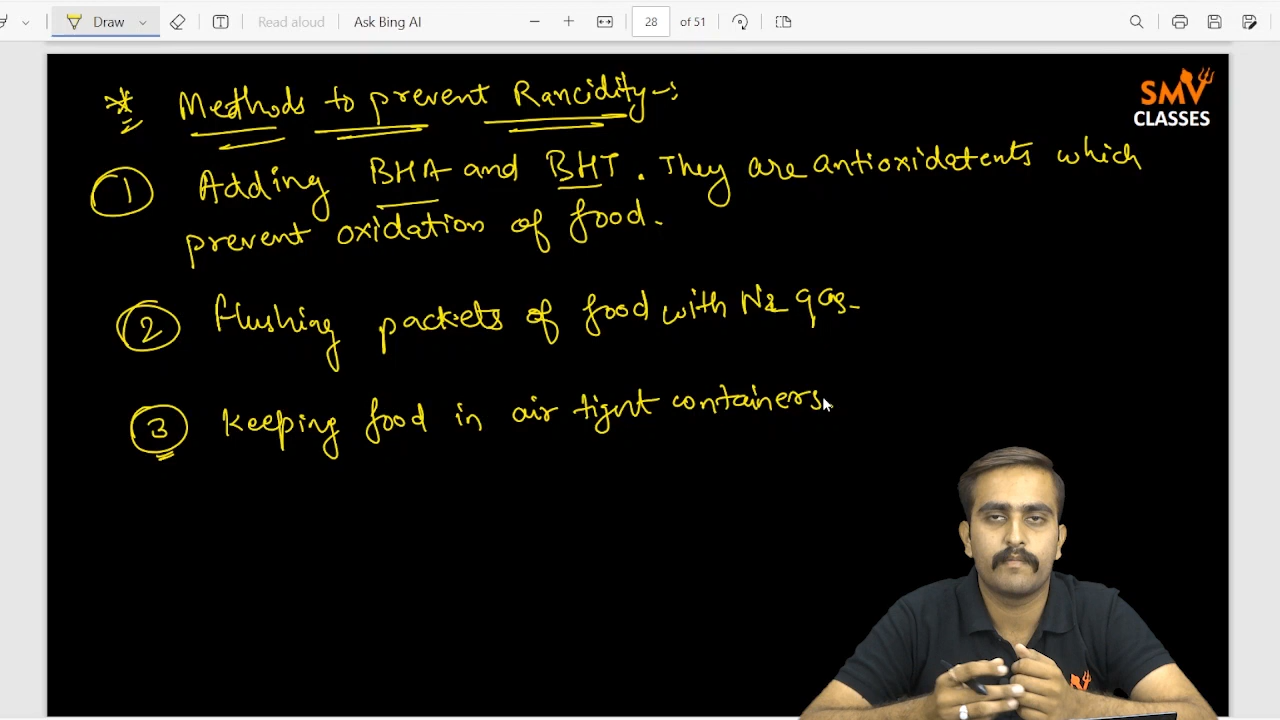 Draw
Read aloud
Ask Bing AI
28 of 51
SMV
CLASSES
* Methods to prevent Rancidity -:
1 Adding BHA and BHT. They are antioxidatents which
prevent oxidation of food.
2 Flushing packets of food with N2 gas.
3 Keeping food in air tight containers